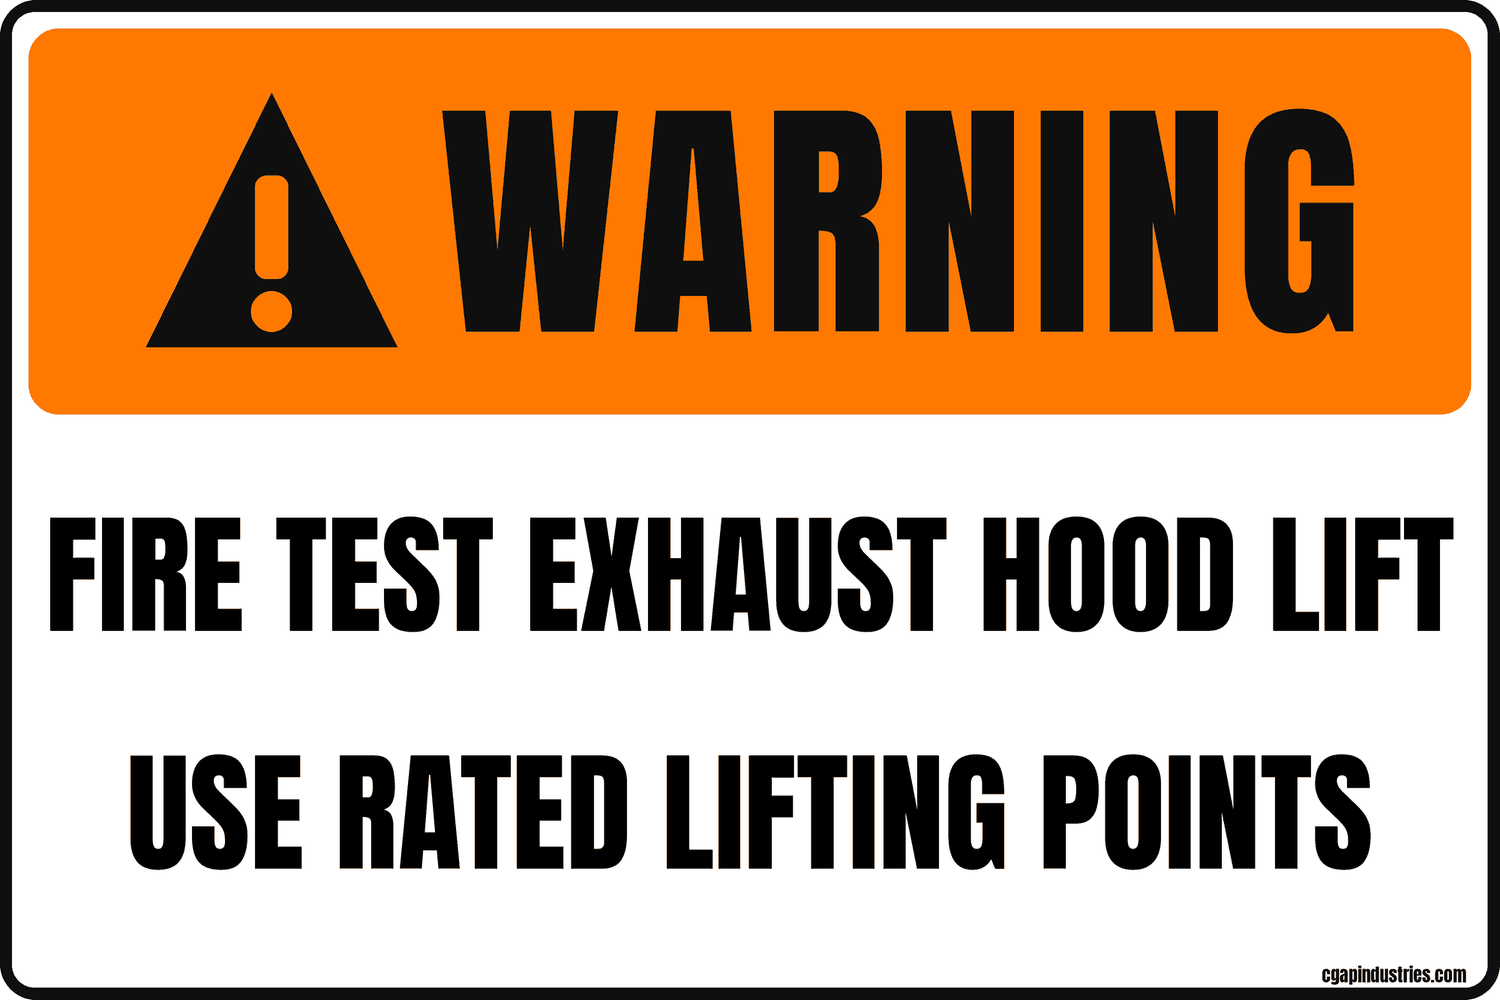 WARNING
FIRE TEST EXHAUST HOOD LIFT
USE RATED LIFTING POINTS
cgapindustries.com